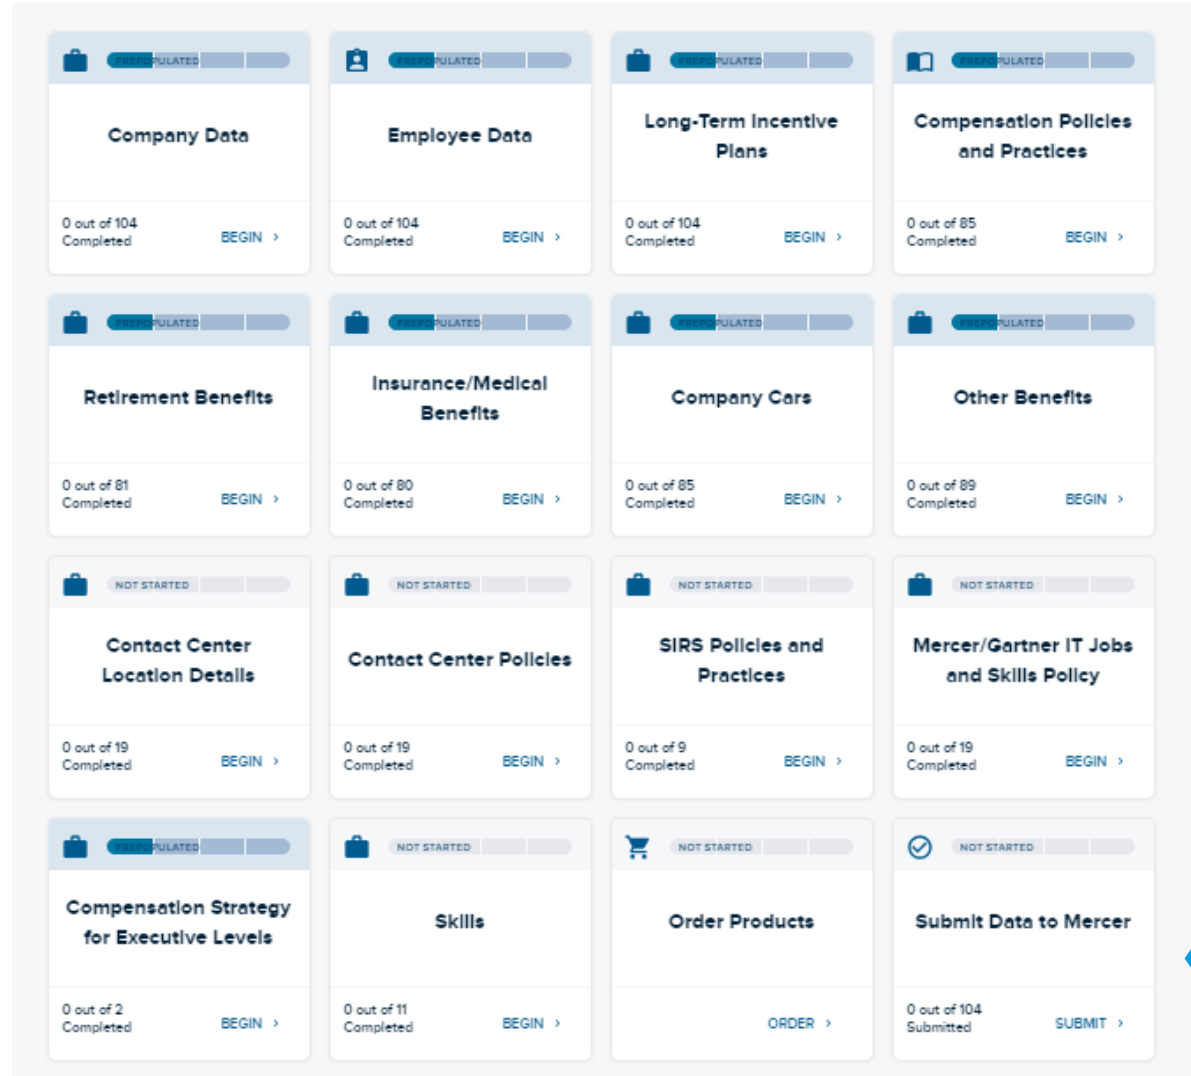 PREPOPULATED
PREPOPULATED
PREPOPULATED
PREPOPULATED
Company Data
Employee Data
Long-Term Incentive
Plans
Compensation Policies
and Practices
0 out of 104
Completed
BEGIN >
0 out of 104
Completed
BEGIN >
0 out of 104
Completed
BEGIN >
0 out of 85
Completed
BEGIN >
PREPOPULATED
PREPOPULATED
PREPOPULATED
PREPOPULATED
Retirement Benefits
Insurance/Medical
Benefits
Company Cars
Other Benefits
0 out of 81
Completed
BEGIN >
0 out of 80
Completed
BEGIN >
0 out of 85
Completed
BEGIN >
0 out of 89
Completed
BEGIN >
NOT STARTED
NOT STARTED
NOT STARTED
NOT STARTED
Contact Center
Location Details
Contact Center Policies
SIRS Policies and
Practices
Mercer/Gartner IT Jobs
and Skills Policy
0 out of 19
Completed
BEGIN >
0 out of 19
Completed
BEGIN >
0 out of 9
Completed
BEGIN >
0 out of 19
Completed
BEGIN >
PREPOPULATED
NOT STARTED
NOT STARTED
NOT STARTED
Compensation Strategy
for Executive Levels
Skills
Order Products
Submit Data to Mercer
0 out of 2
Completed
BEGIN >
0 out of 11
Completed
BEGIN >
ORDER >
0 out of 104
Submitted
SUBMIT >